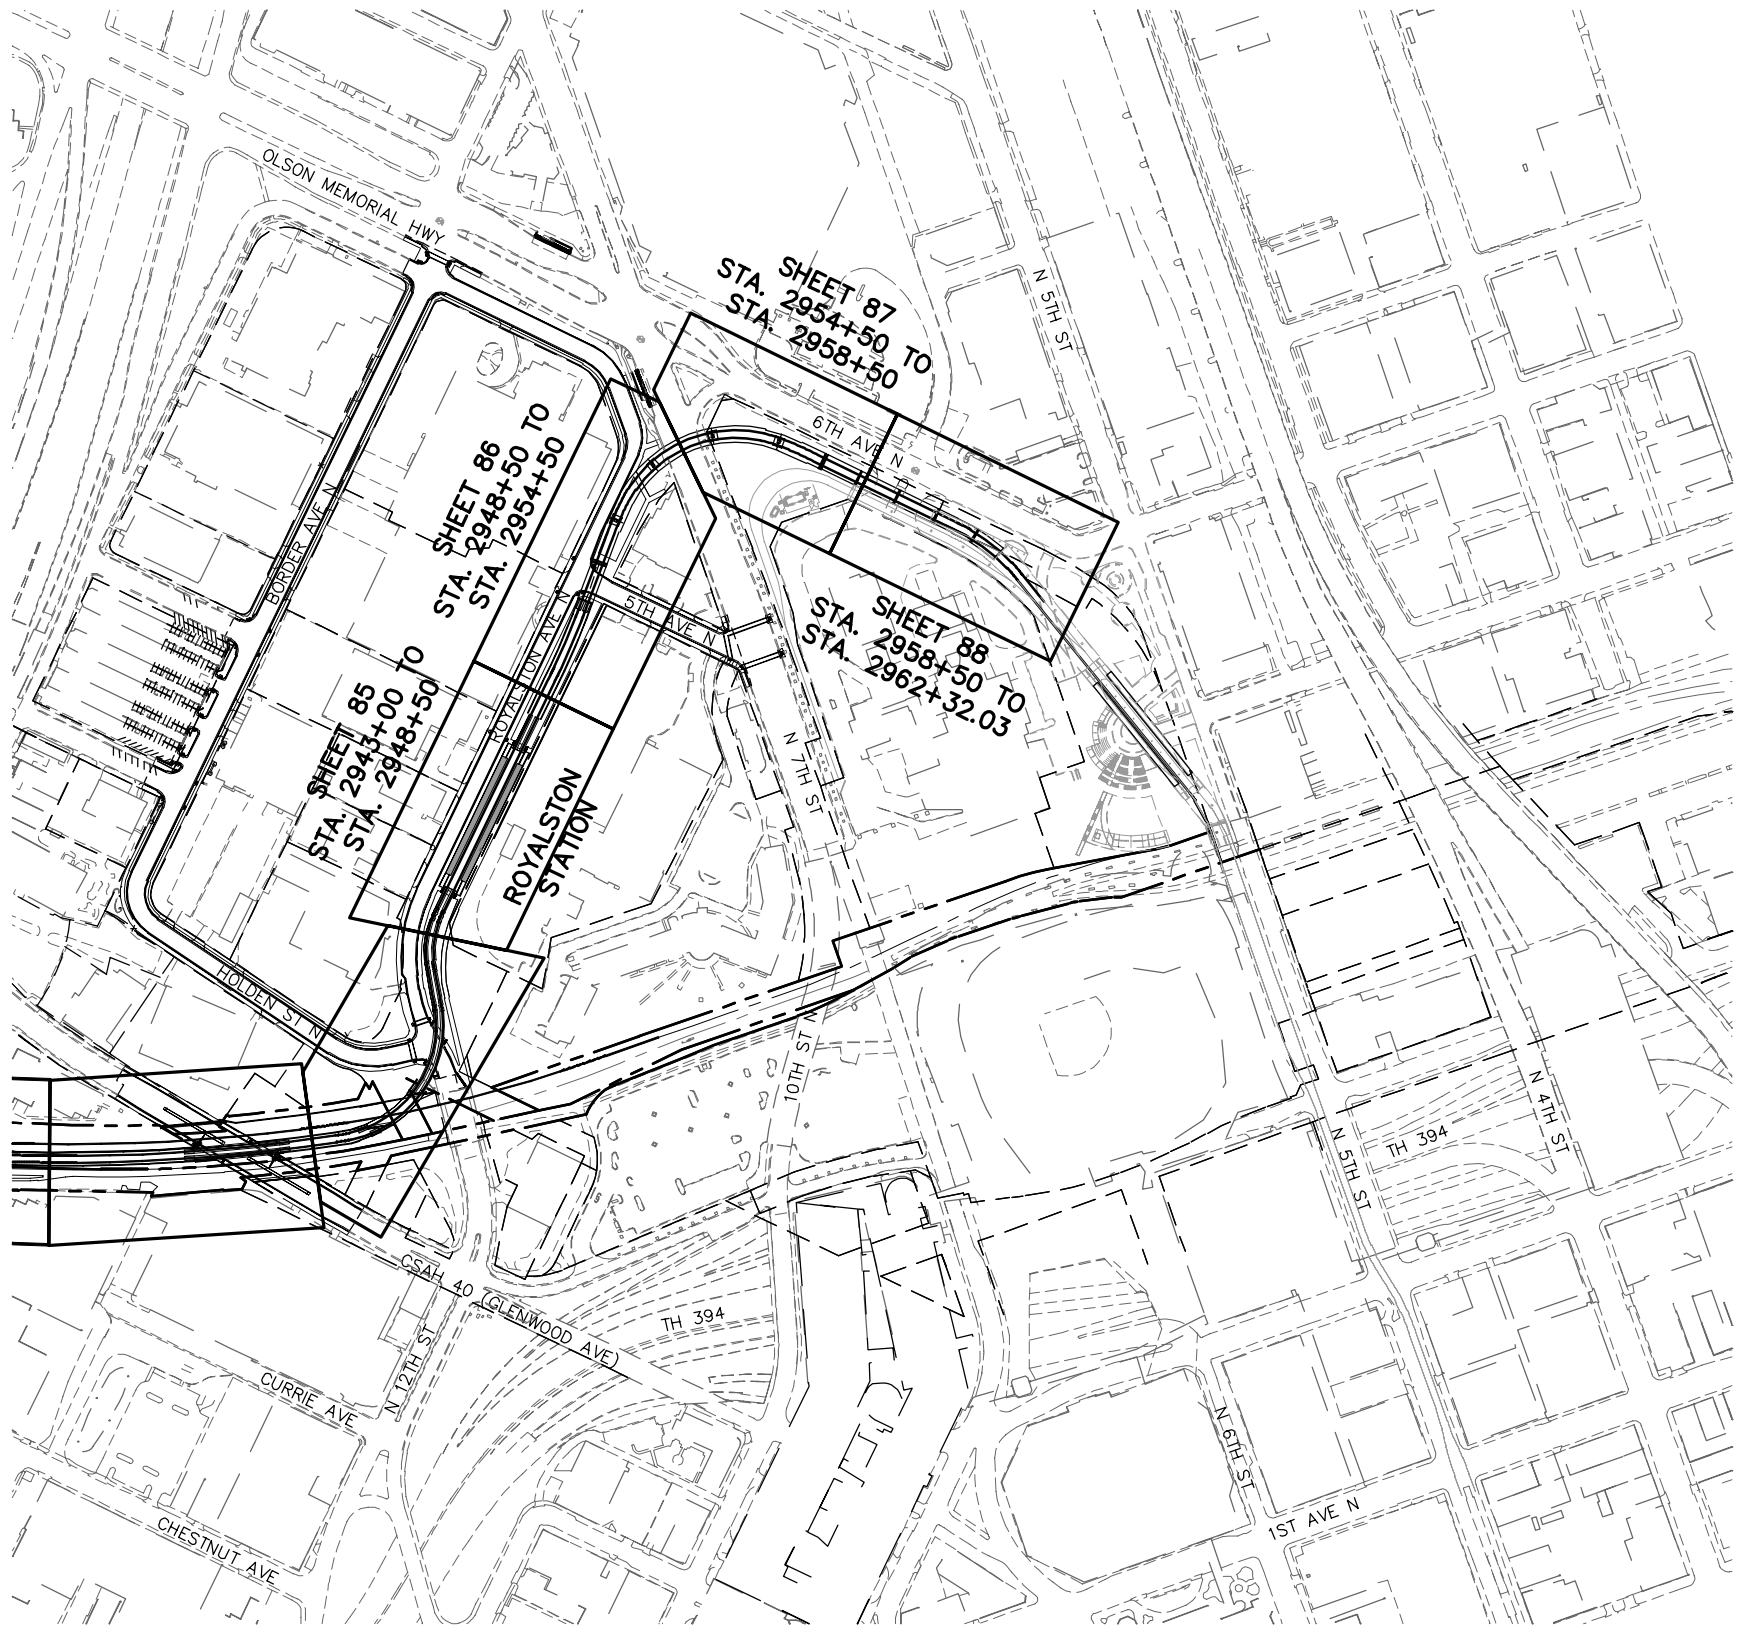 OLSON MEMORIAL HWY
SHEET 87
STA. 2954+50 TO
STA. 2958+50
N 5TH ST
6TH AVE N
SHEET 86
STA. 2948+50 TO
STA. 2954+50
BORDER AVE N
ROYALSTON AVE N
5TH AVE N
SHEET 88
STA. 2958+50 TO
STA. 2962+32.03
SHEET 85
STA. 2943+00 TO
STA. 2948+50
N 7TH ST
ROYALSTON
STATION
HOLDEN ST N
10TH ST N
N 4TH ST
N 5TH ST
TH 394
CSAH 40 (GLENWOOD AVE)
TH 394
N 12TH ST
CURRIE AVE
N 6TH ST
1ST AVE N
CHESTNUT AVE